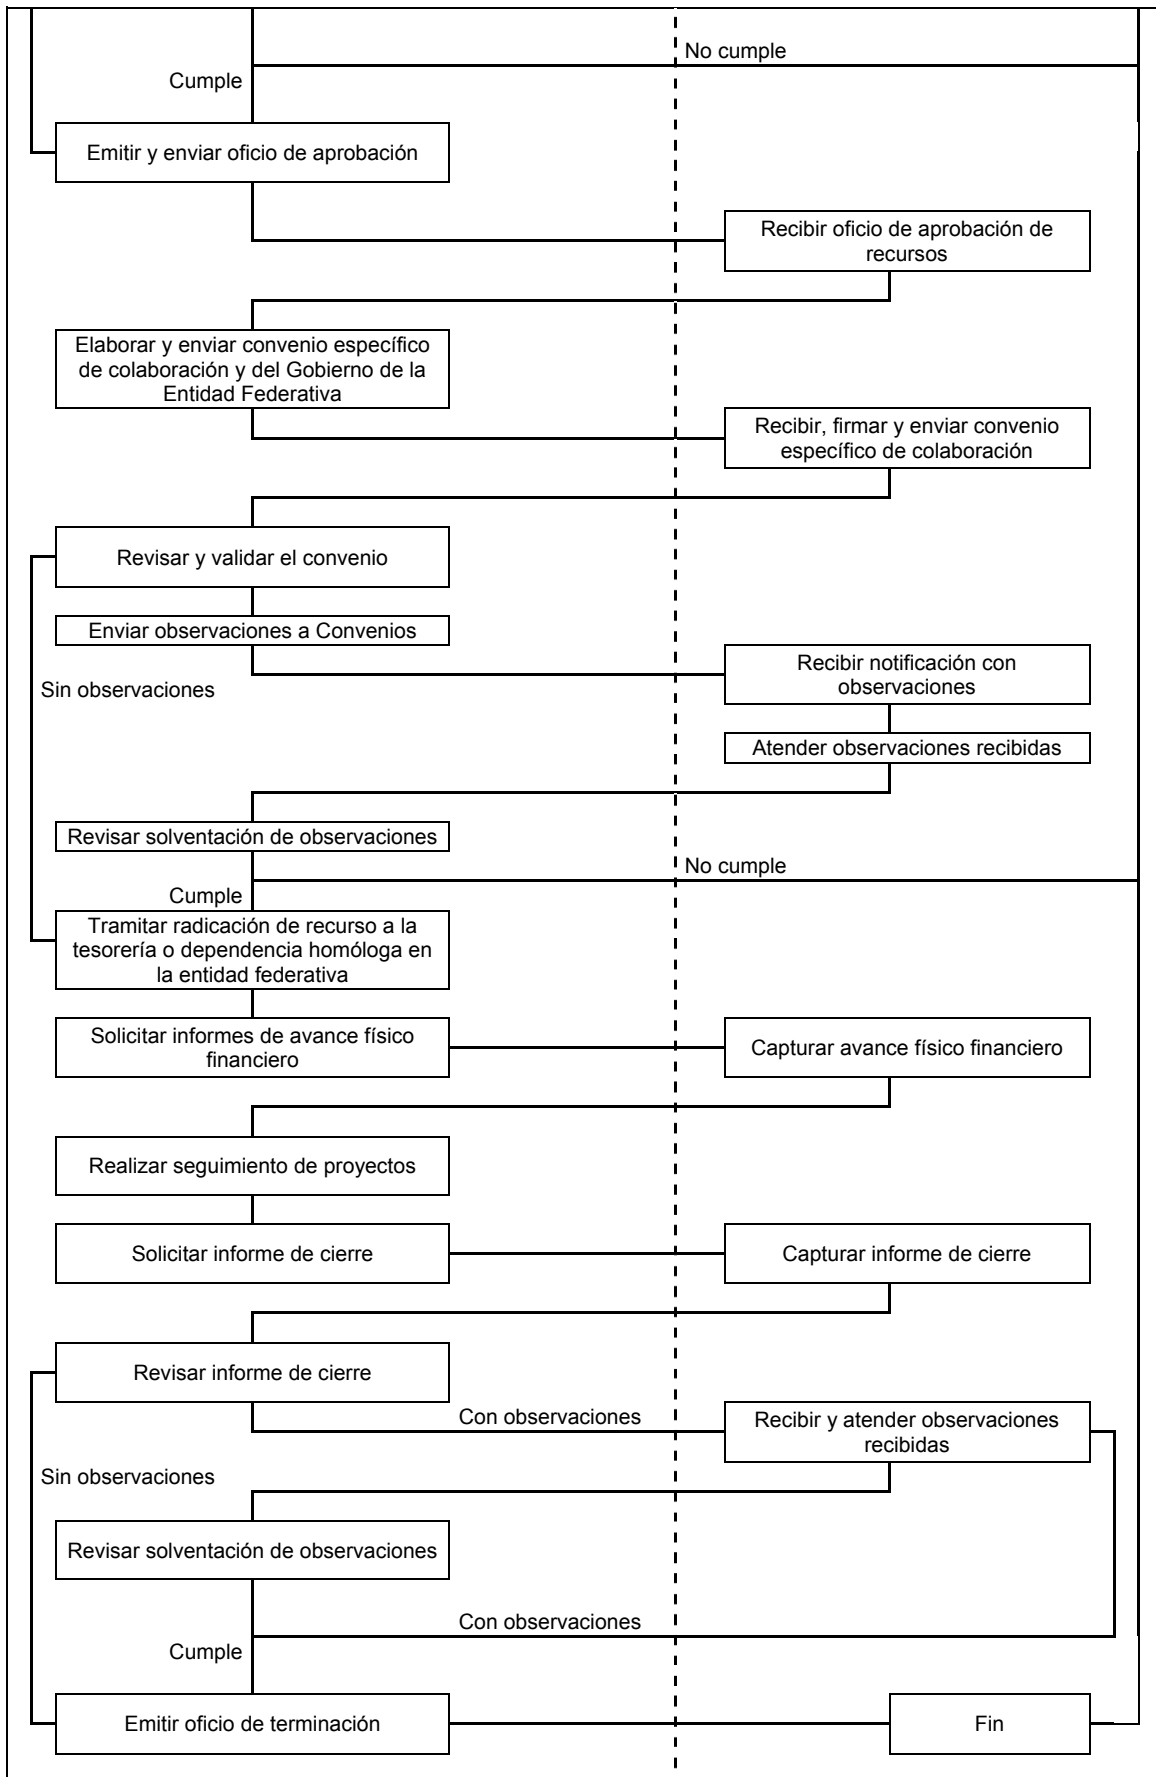 No cumple
Cumple
Emitir y enviar oficio de aprobación
Recibir oficio de aprobación de
recursos
Elaborar y enviar convenio específico
de colaboración y del Gobierno de la
Entidad Federativa
Recibir, firmar y enviar convenio
específico de colaboración
Revisar y validar el convenio
Enviar observaciones a Convenios
Recibir notificación con
observaciones
Sin observaciones
Atender observaciones recibidas
Revisar solventación de observaciones
No cumple
Cumple
Tramitar radicación de recurso a la
tesorería o dependencia homóloga en
la entidad federativa
Solicitar informes de avance físico
financiero
Capturar avance físico financiero
Realizar seguimiento de proyectos
Solicitar informe de cierre
Capturar informe de cierre
Revisar informe de cierre
Con observaciones
Recibir y atender observaciones
recibidas
Sin observaciones
Revisar solventación de observaciones
Con observaciones
Cumple
Emitir oficio de terminación
Fin